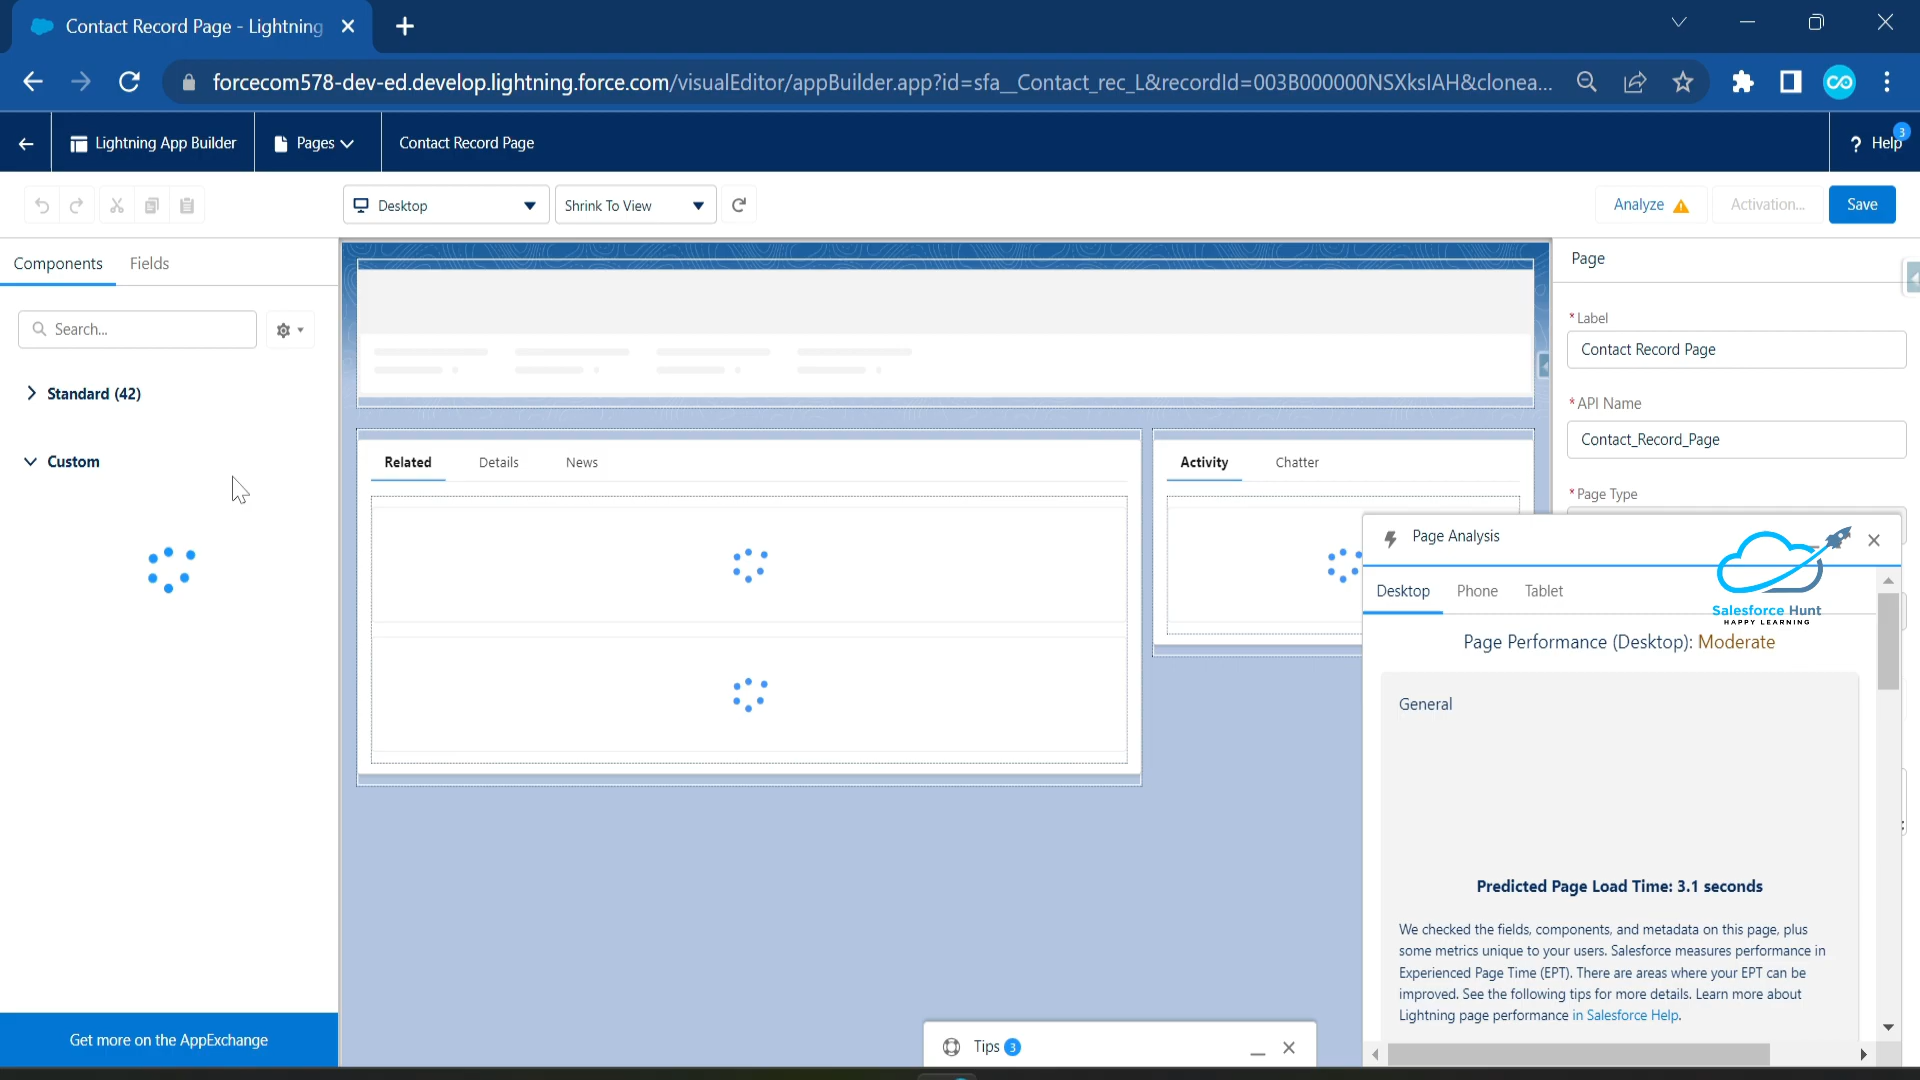 Contact Record Page - Lightning
forcecom578-dev-ed.develop.lightning.force.com/visualEditor/appBuilder.app?id=sfa__Contact_rec_L&recordId=003B000000NSXksIAH&clonea...
Lightning App Builder
Pages
Contact Record Page
? Help
3
Desktop
Shrink To View
Analyze
Activation...
Save
Components
Fields
Search...
Standard (42)
Custom
Get more on the AppExchange
Related
Details
News
Activity
Chatter
Page
* Label
Contact Record Page
* API Name
Contact_Record_Page
* Page Type
Page Analysis
Salesforce Hunt
HAPPY LEARNING
Desktop
Phone
Tablet
Page Performance (Desktop): Moderate
General
Predicted Page Load Time: 3.1 seconds
We checked the fields, components, and metadata on this page, plus
some metrics unique to your users. Salesforce measures performance in
Experienced Page Time (EPT). There are areas where your EPT can be
improved. See the following tips for more details. Learn more about
Lightning page performance in Salesforce Help.
Tips 3